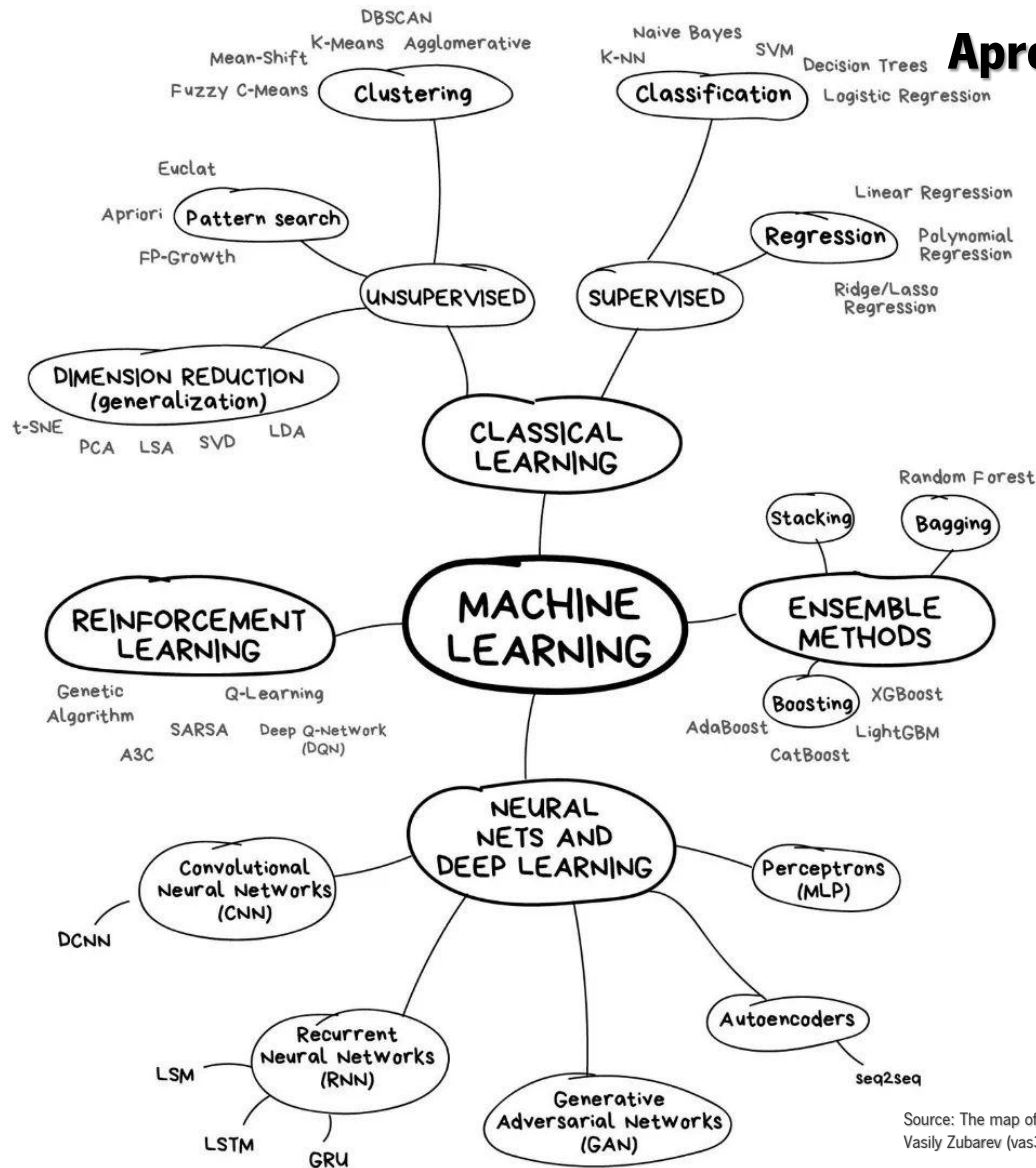 DBSCAN
K-Means Agglomerative
Mean-Shift
Fuzzy C-Means
Clustering
Naive Bayes
K-NN
SVM
Decision Trees
Logistic Regression
Classification
Euclat
Apriori
Pattern search
FP-Growth
Linear Regression
Regression
Polynomial
Regression
Ridge/Lasso
Regression
UNSUPERVISED
SUPERVISED
DIMENSION REDUCTION
(generalization)
t-SNE
PCA
LSA
SVD
LDA
CLASSICAL
LEARNING
Random Forest
Stacking
Bagging
MACHINE
LEARNING
REINFORCEMENT
LEARNING
ENSEMBLE
METHODS
Genetic
Algorithm
Q-Learning
SARSA
Deep Q-Network
(DQN)
A3C
Boosting
XGBoost
AdaBoost
LightGBM
CatBoost
NEURAL
NETS AND
DEEP LEARNING
Convolutional
Neural Networks
(CNN)
DCNN
Perceptrons
(MLP)
Autoencoders
seq2seq
Recurrent
Neural Networks
(RNN)
LSM
LSTM
GRU
Generative
Adversarial Networks
(GAN)
Source: The map of
Vasily Zubarev (vas3